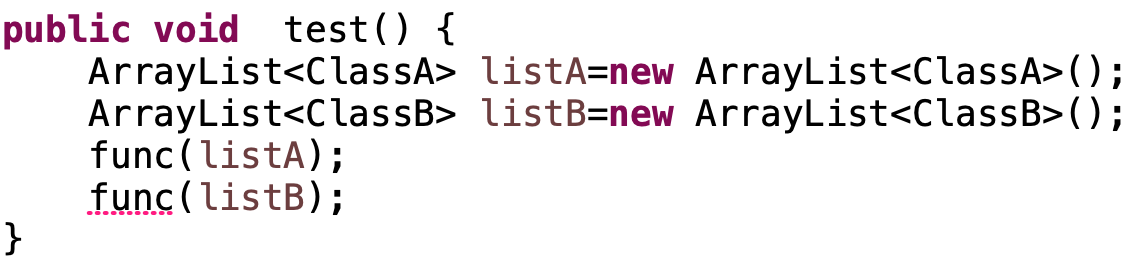 public void  test() {
    ArrayList<ClassA> listA=new ArrayList<ClassA>();
    ArrayList<ClassB> listB=new ArrayList<ClassB>();
    func(listA);
    func(listB);
}